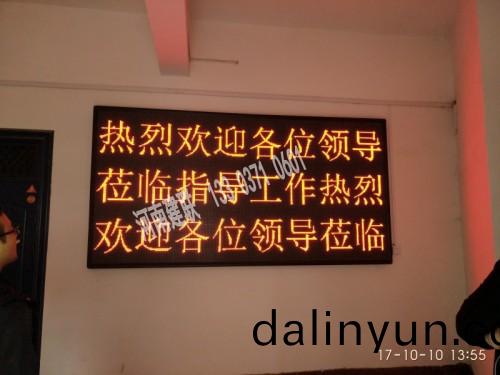 热烈欢迎各位领导
莅临指导工作热烈
欢迎各位领导莅临
dalinyun.c
17-10-10 13:55